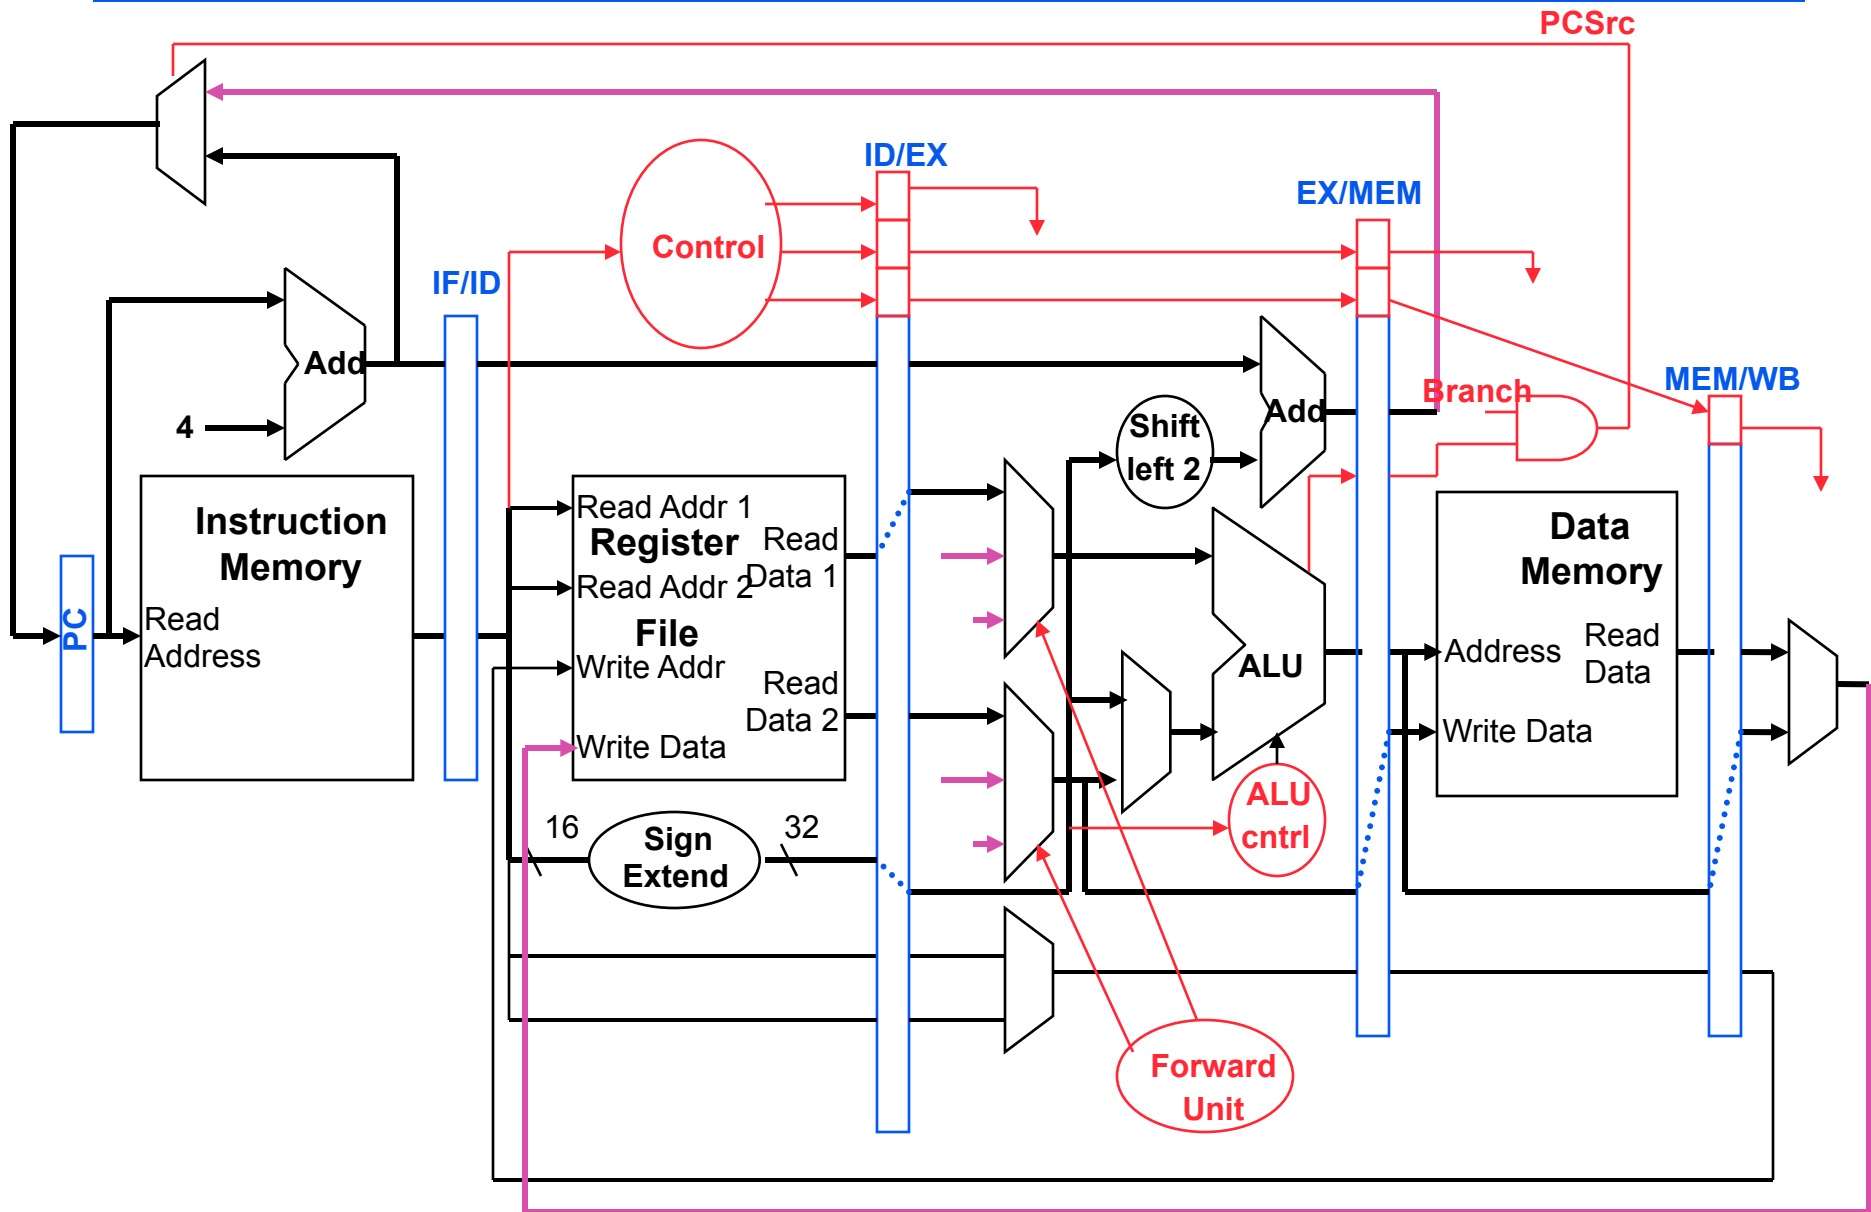 PCSrc
ID/EX
EX/MEM
Control
IF/ID
Add
Branch
MEM/WB
Add
4
Shift
left 2
Instruction
Memory
Read Addr 1
Register
Read
Data 1
Read Addr 2
File
Write Addr
Read
Data 2
Write Data
Data
Memory
PC
Read
Address
ALU
Address
Read
Data
Write Data
16
Sign
Extend
32
ALU
cntrl
Forward
Unit